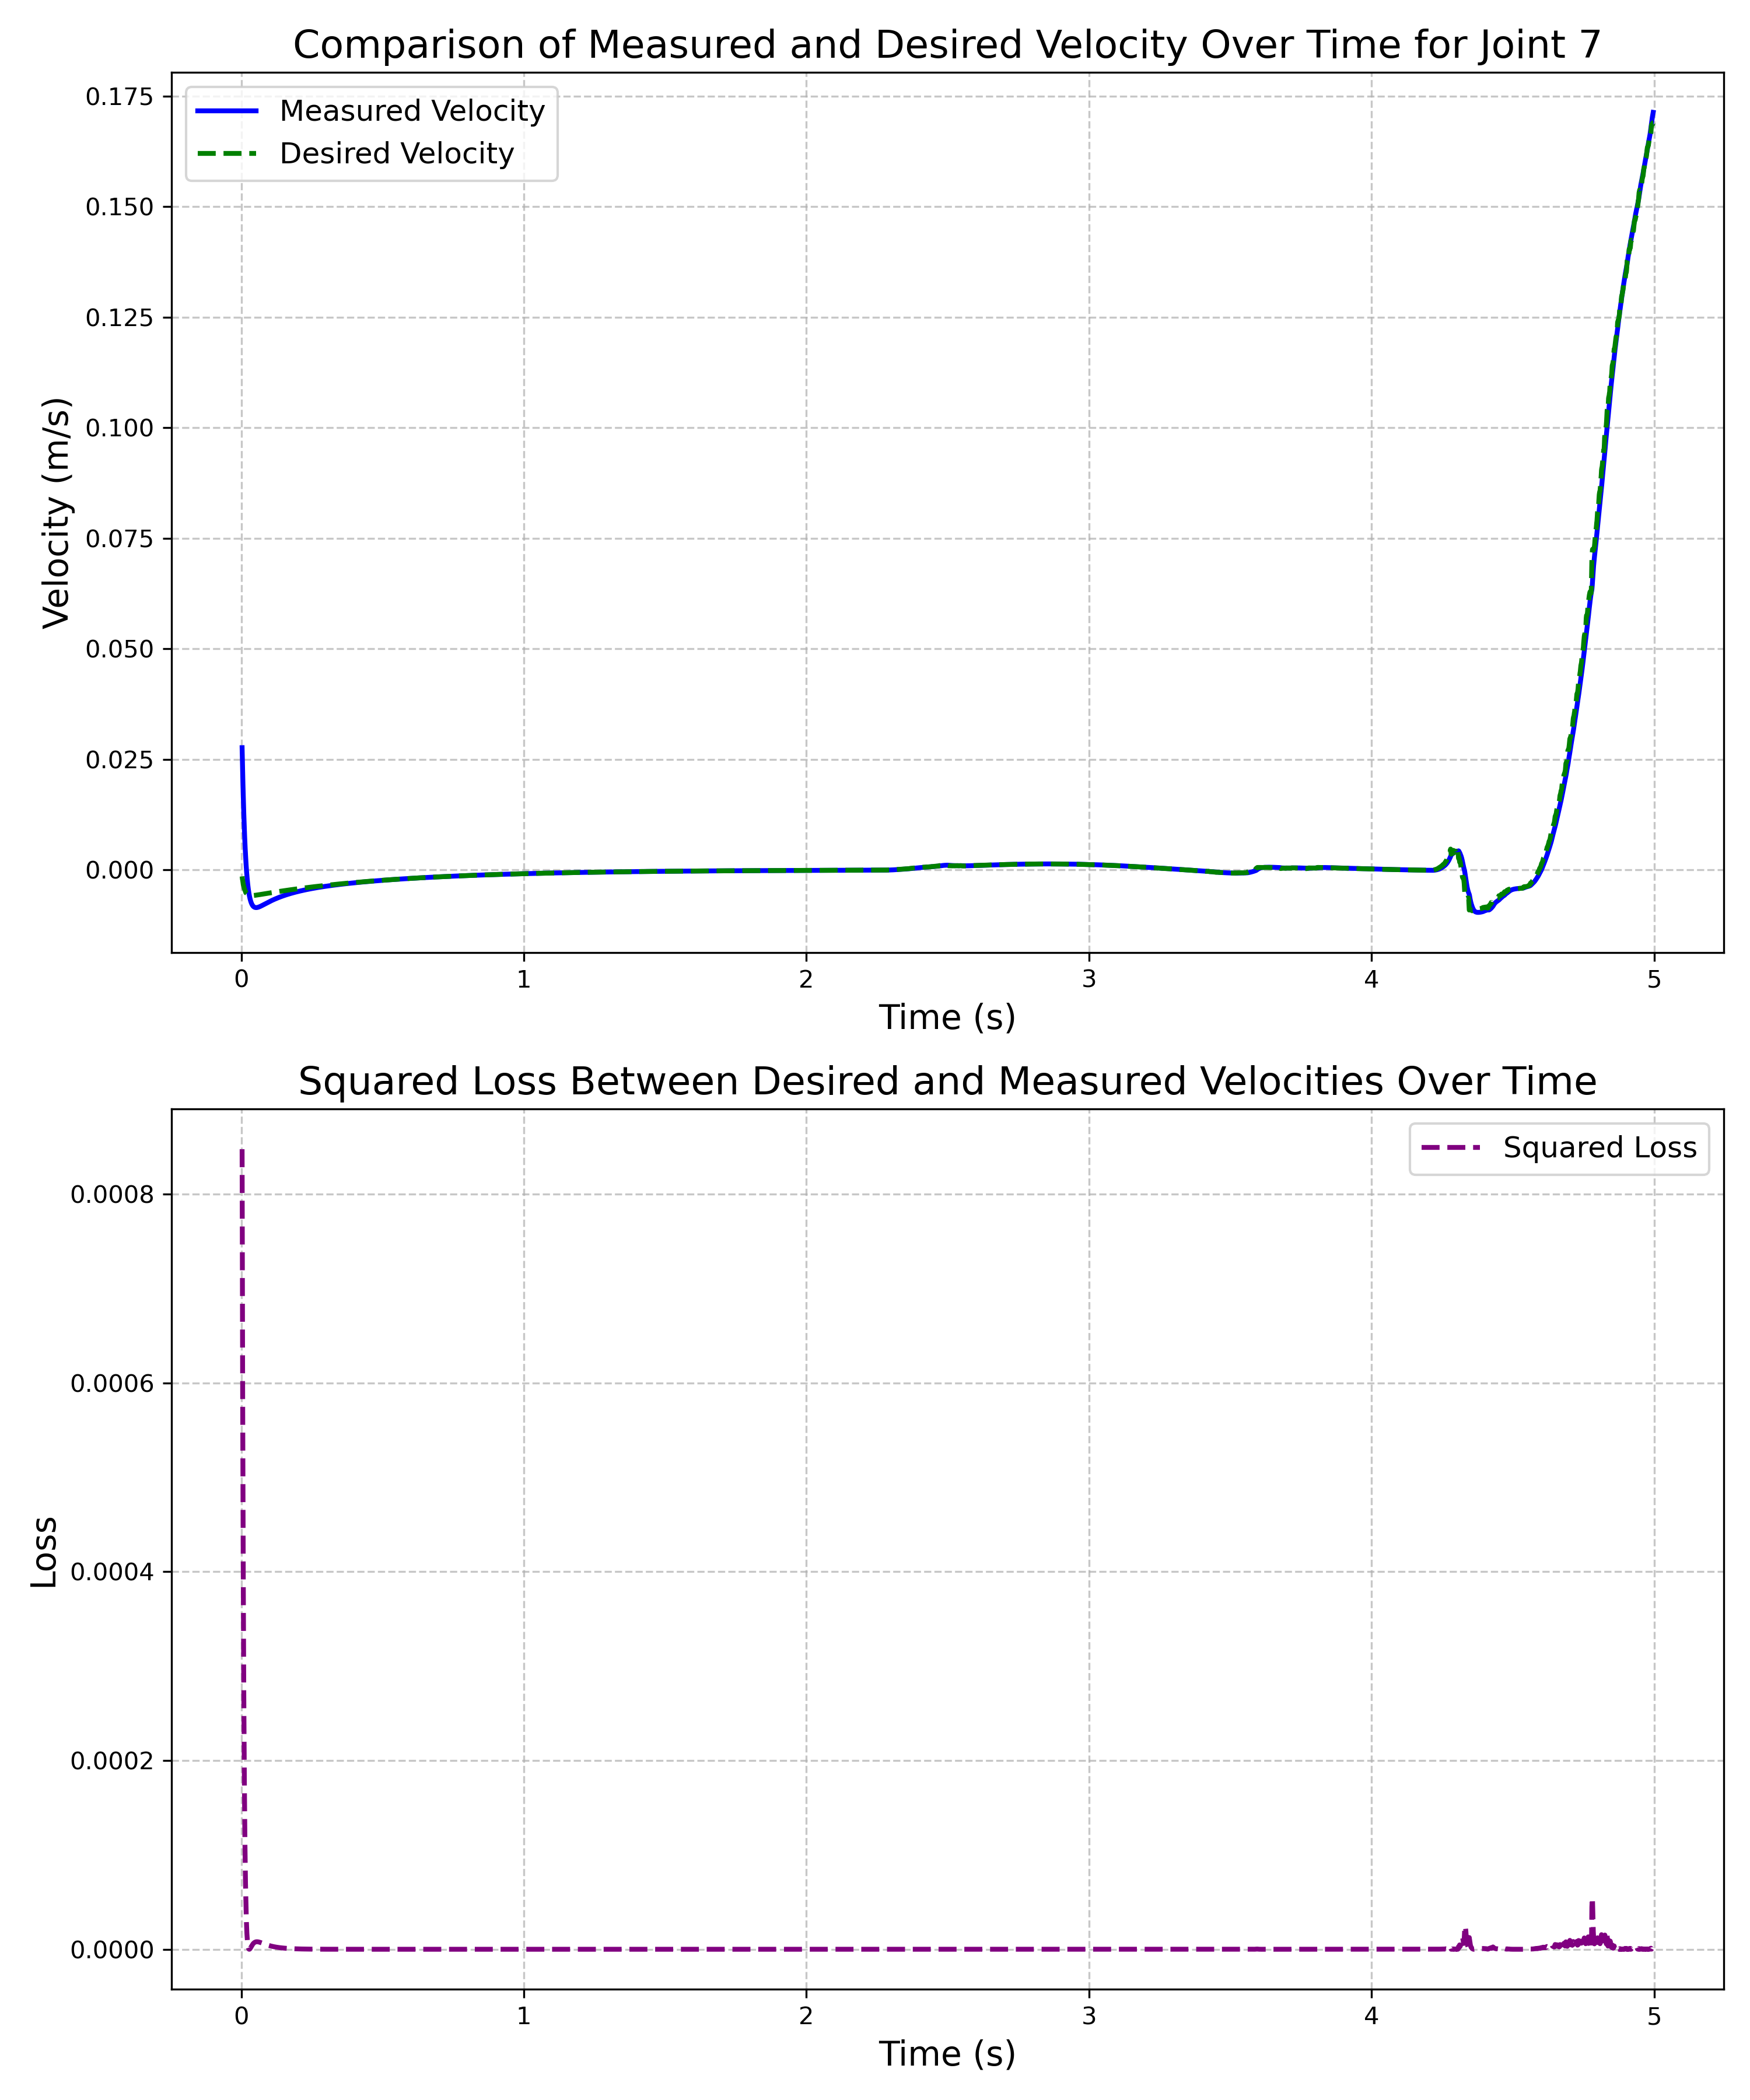 Comparison of Measured and Desired Velocity Over Time for Joint 7
Measured Velocity
Desired Velocity
Velocity (m/s)
0.175
0.150
0.125
0.100
0.075
0.050
0.025
0.000
0 1 2 3 4 5
Time (s)
Squared Loss Between Desired and Measured Velocities Over Time
Squared Loss
Loss
0.0008
0.0006
0.0004
0.0002
0.0000
0 1 2 3 4 5
Time (s)